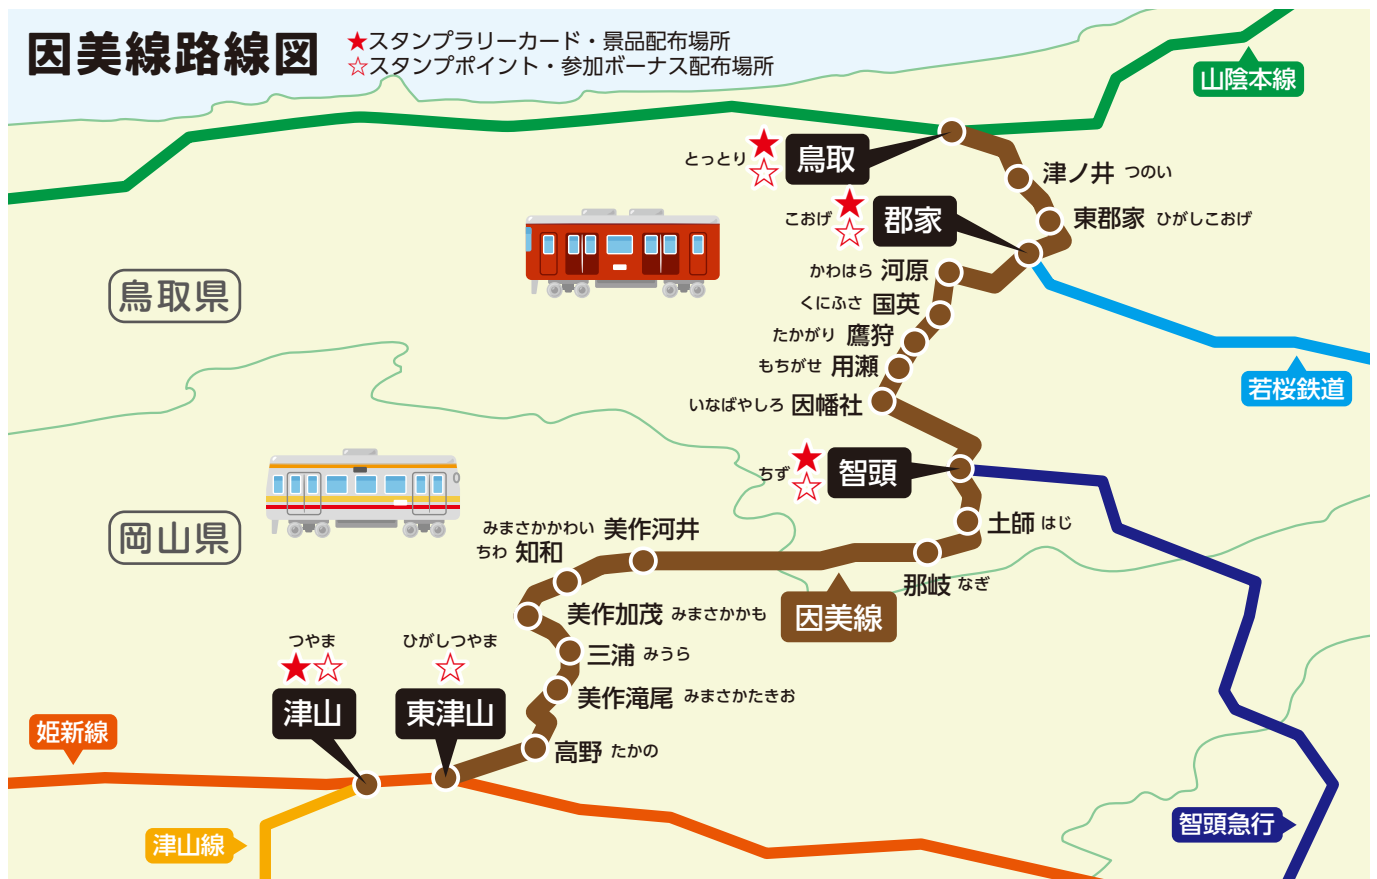 因美線路線図
★スタンプラリーカード・景品配布場所
☆スタンプポイント・参加ボーナス配布場所
山陰本線
とっとり ★☆ 鳥取
津ノ井 つのい
こおげ ★☆ 郡家
東郡家 ひがしこおげ
かわはら 河原
鳥取県
くにふさ 国英
たかがり 鷹狩
もちがせ 用瀬
若桜鉄道
いなばやしろ 因幡社
ちず ★☆ 智頭
土師 はじ
岡山県
みまさかかわい 美作河井
ちわ 知和
那岐 なぎ
因美線
美作加茂 みまさかかも
つやま
★☆
津山
ひがしつやま
☆
東津山
三浦 みうら
美作滝尾 みまさかたきお
姫新線
高野 たかの
智頭急行
津山線